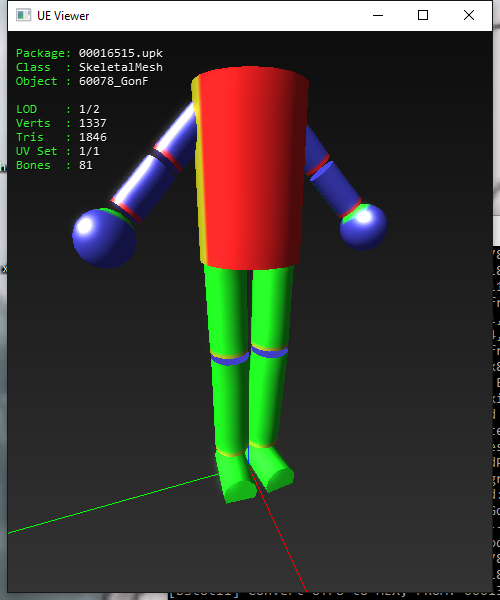 UE Viewer
Package: 00016515.upk
Class  : SkeletalMesh
Object : 60078_GonF
LOD    : 1/2
Verts  : 1337
Tris   : 1846
UV Set : 1/1
Bones  : 81